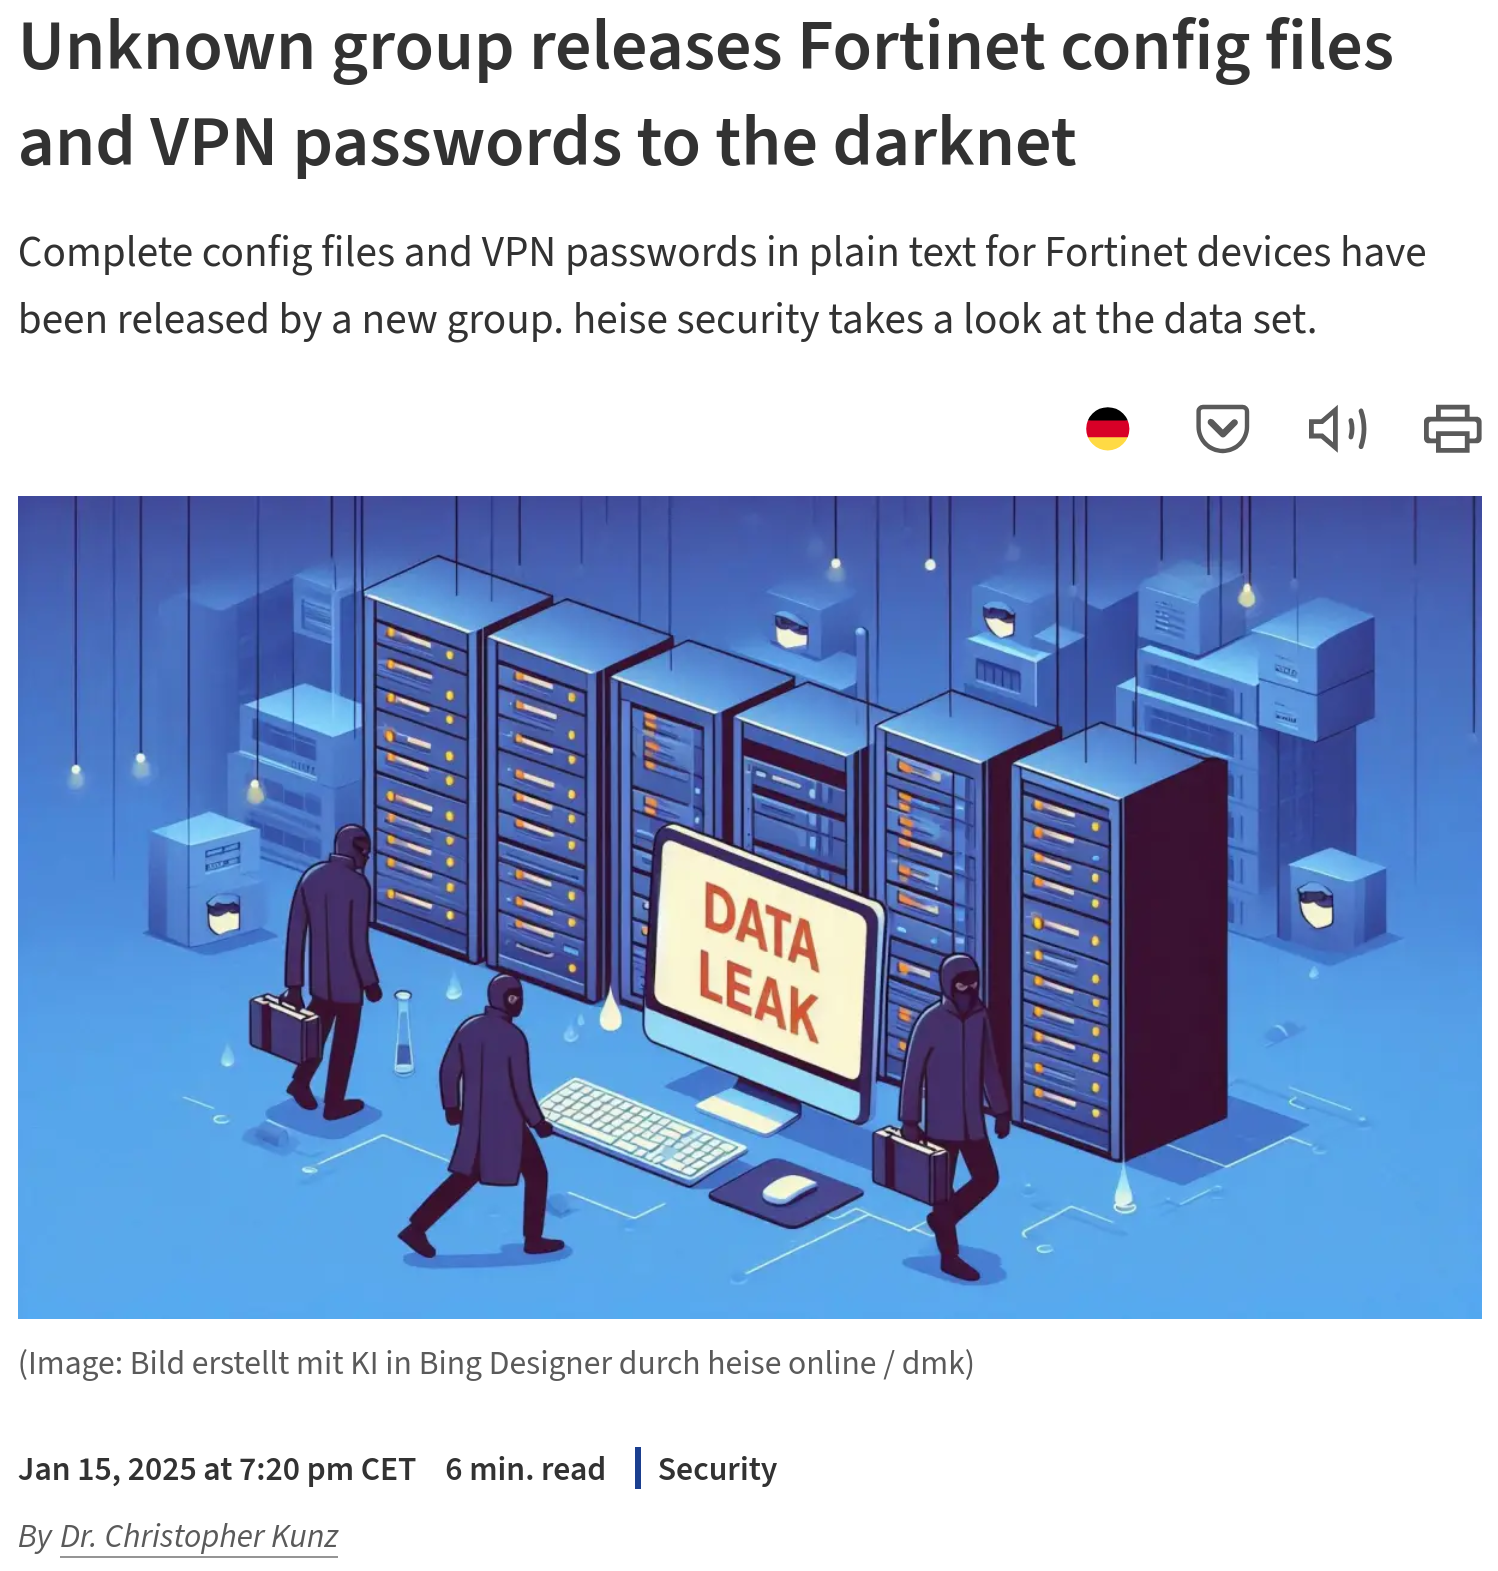 Unknown group releases Fortinet config files
and VPN passwords to the darknet
Complete config files and VPN passwords in plain text for Fortinet devices have
been released by a new group. heise security takes a look at the data set.
DATA
LEAK
(Image: Bild erstellt mit KI in Bing Designer durch heise online / dmk)
Jan 15, 2025 at 7:20 pm CET 6 min. read Security
By Dr. Christopher Kunz